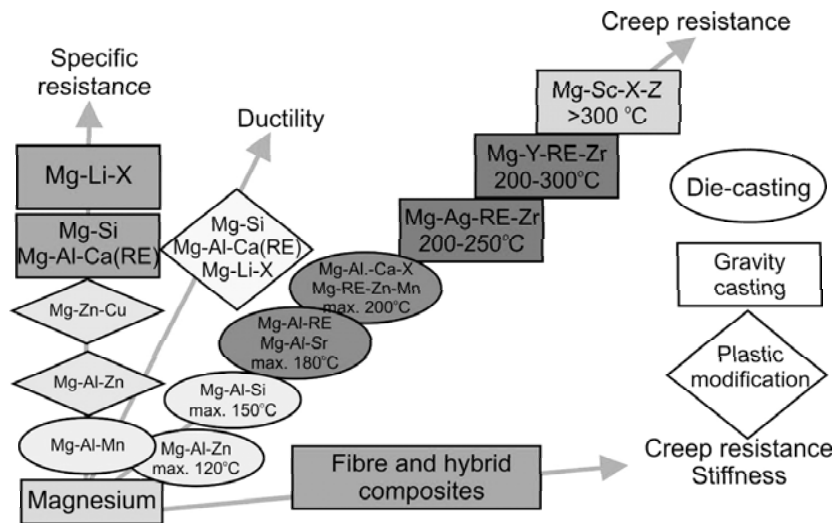 Creep resistance
Specific
resistance
Ductility
Mg-Sc-X-Z
>300 °C
Mg-Li-X
Mg-Y-RE-Zr
200-300°C
Die-casting
Mg-Si
Mg-Al-Ca(RE)
Mg-Si
Mg-Al-Ca(RE)
Mg-Li-X
Mg-Ag-RE-Zr
200-250°C
Mg-Al.-Ca-X
Mg-RE-Zn-Mn
max. 200°C
Gravity
casting
Mg-Zn-Cu
Mg-Al-RE
Mg-Al-Sr
max. 180°C
Plastic
modification
Mg-Al-Zn
Mg-Al-Si
max. 150°C
Mg-Al-Mn
Mg-Al-Zn
max. 120°C
Creep resistance
Stiffness
Fibre and hybrid
composites
Magnesium